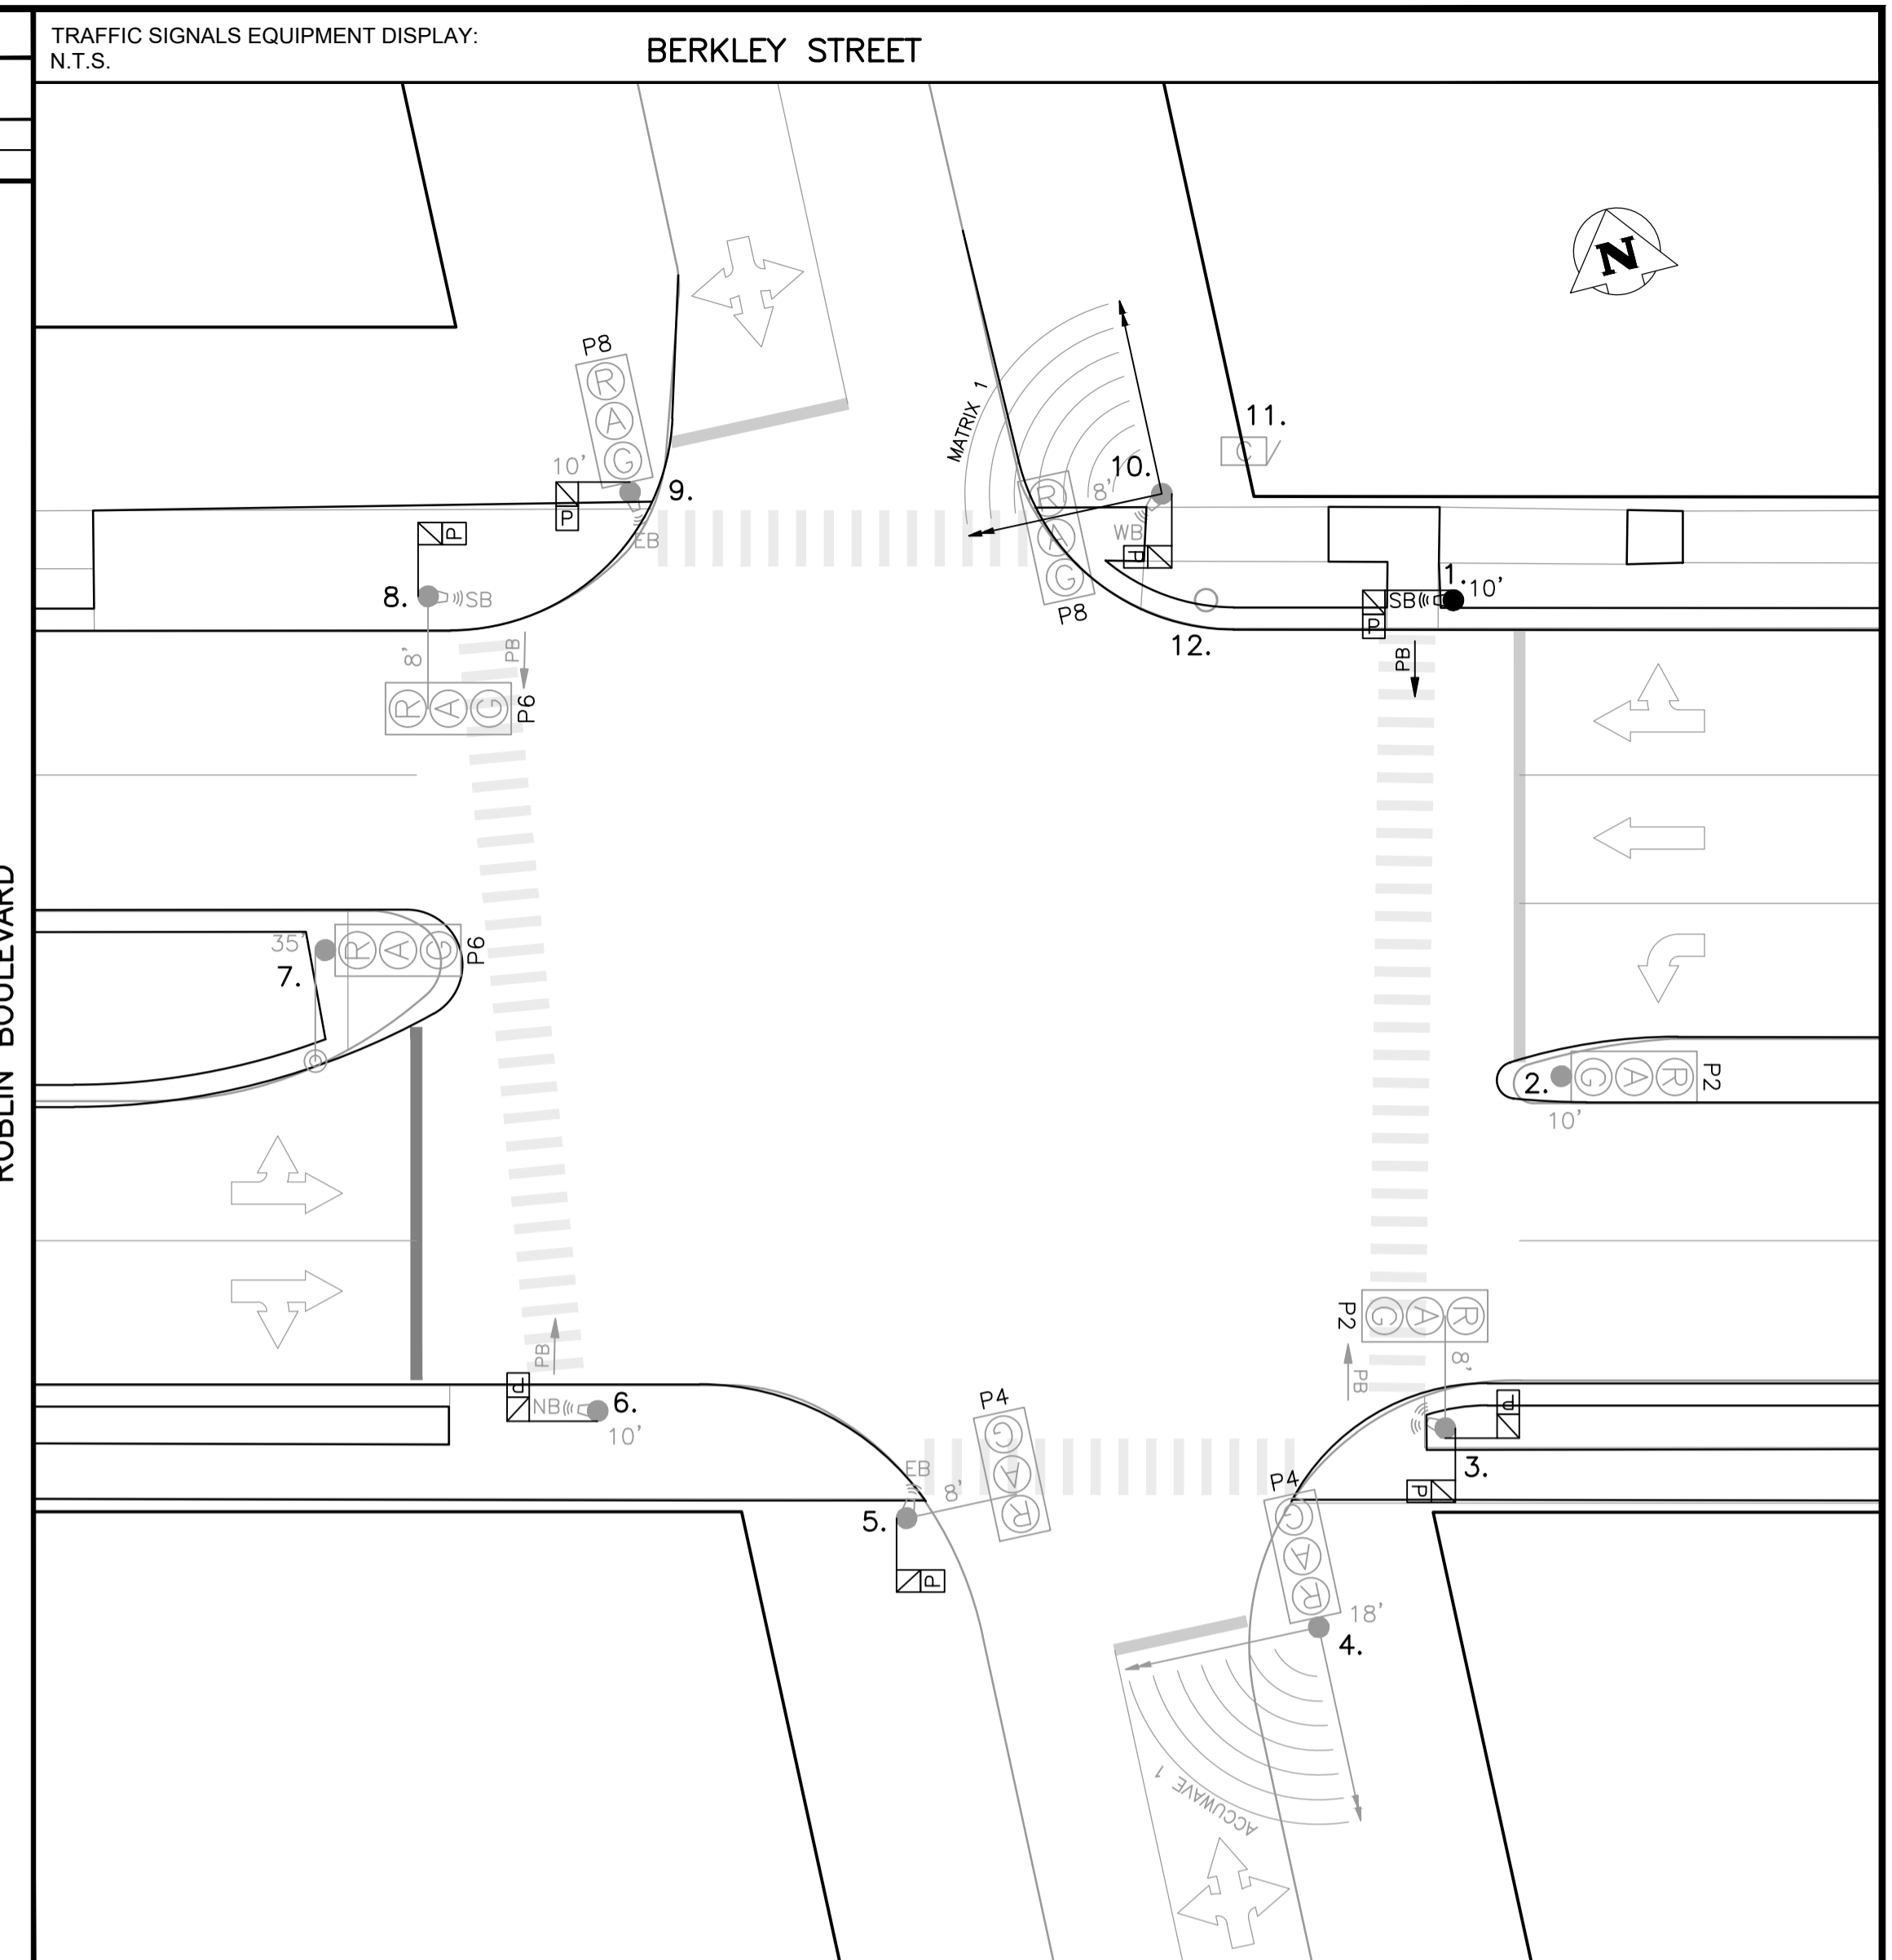 TRAFFIC SIGNALS EQUIPMENT DISPLAY:
N.T.S.
BERKLEY STREET
N
P8
R
A
G
10'
9.
EB
P
MATRIX 1
10.
8'
WB
P
R
A
G
P8
11.
C
12.
1.
10'
SB
P
PB
8.
SB
P
8'
PB
R A G
P6
35'
7.
R A G
P6
ROBLIN BOULEVARD
2.
G A R
P2
10'
P2
G A R
8'
PB
P
3.
P
PB
P
NB
6.
10'
P4
G
A
R
EB
8'
5.
P
P4
G
A
R
18'
4.
ACCUWAVE 1